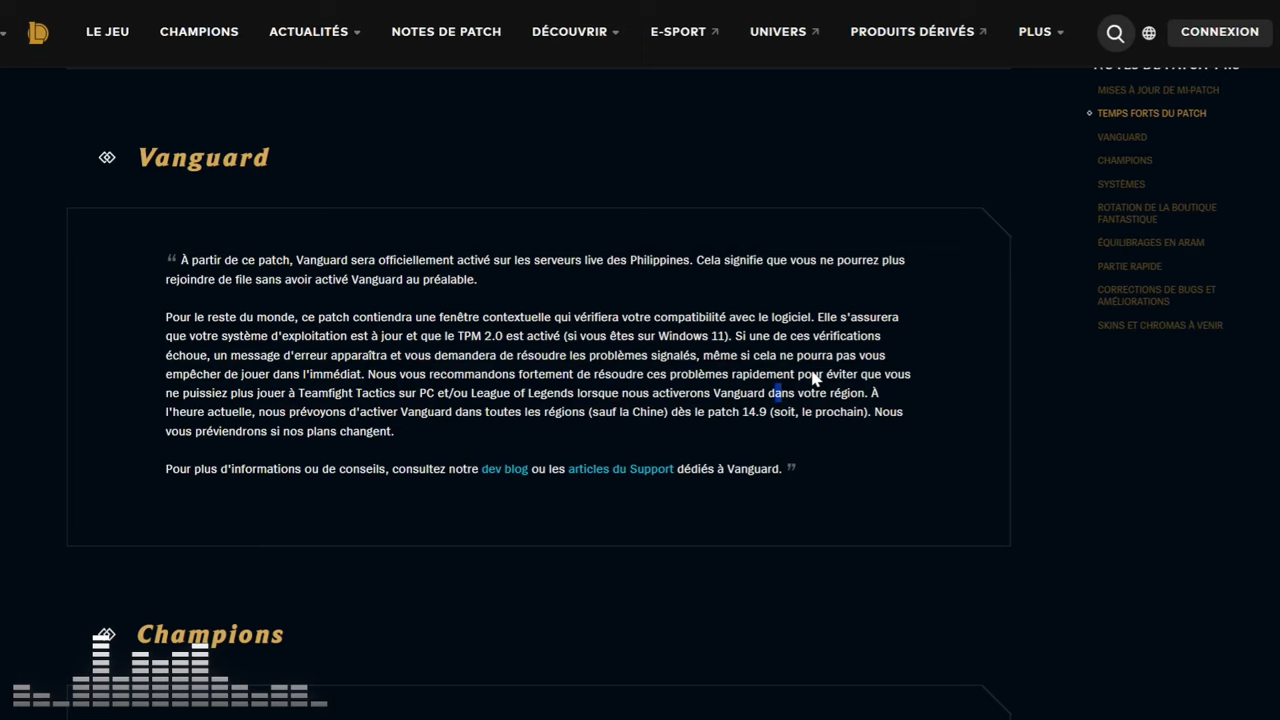 LE JEU CHAMPIONS ACTUALITÉS NOTES DE PATCH DÉCOUVRIR E-SPORT UNIVERS PRODUITS DÉRIVÉS PLUS CONNEXION
Vanguard
“ À partir de ce patch, Vanguard sera officiellement activé sur les serveurs live des Philippines. Cela signifie que vous ne pourrez plus
rejoindre de file sans avoir activé Vanguard au préalable.
Pour le reste du monde, ce patch contiendra une fenêtre contextuelle qui vérifiera votre compatibilité avec le logiciel. Elle s'assurera
que votre système d'exploitation est à jour et que le TPM 2.0 est activé (si vous êtes sur Windows 11). Si une de ces vérifications
échoue, un message d'erreur apparaîtra et vous demandera de résoudre les problèmes signalés, même si cela ne pourra pas vous
empêcher de jouer dans l'immédiat. Nous vous recommandons fortement de résoudre ces problèmes rapidement pour éviter que vous
ne puissiez plus jouer à Teamfight Tactics sur PC et/ou League of Legends lorsque nous activerons Vanguard dans votre région. À
l'heure actuelle, nous prévoyons d'activer Vanguard dans toutes les régions (sauf la Chine) dès le patch 14.9 (soit, le prochain). Nous
vous préviendrons si nos plans changent.
Pour plus d'informations ou de conseils, consultez notre dev blog ou les articles du Support dédiés à Vanguard. ”
Champions
MISES À JOUR DE MI-PATCH
TEMPS FORTS DU PATCH
VANGUARD
CHAMPIONS
SYSTÈMES
ROTATION DE LA BOUTIQUE
FANTASTIQUE
ÉQUILIBRAGES EN ARAM
PARTIE RAPIDE
CORRECTIONS DE BUGS ET
AMÉLIORATIONS
SKINS ET CHROMAS À VENIR